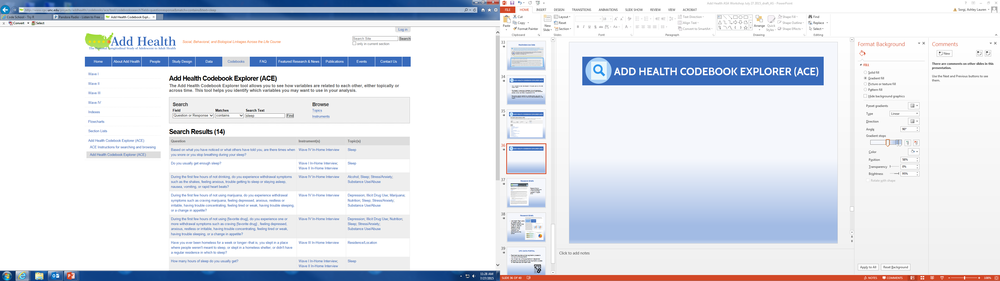 http://www.cpc.unc.edu/projects/addhealth/codebooks/ace/tool/codebookssearch?field=questionresponse&match=contains&text=sleep
Code School - Try R
Pandora Radio - Listen to Free ...
Add Health Codebook Expl...
x Convert Select
Log in
Add Health
The National Longitudinal Study of Adolescent to Adult Health
Social, Behavioral, and Biological Linkages Across the Life Course
Search Site Search
only in current section
Home About Add Health People Study Design Data Codebooks FAQ Featured Research & News Publications Events Contact Us
Wave I
Wave II
Wave III
Wave IV
Indexes
Flowcharts
Section Lists
Add Health Codebook Explorer (ACE)
ACE Instructions for searching and browsing
Add Health Codebook Explorer (ACE)
Add Health Codebook Explorer (ACE)
The Add Health Codebook Explorer tool allows you to see how variables are related to each other, either topically or
across time. This tool helps you identify which variables you may want to use in your analysis.
Search
Field Matches Search Text
Question or Response contains sleep Find
Browse
Topics
Instruments
Search Results (14)
Question Instrument(s) Topic(s)
Based on what you have noticed or what others have told you, are there times when
you snore or you stop breathing during your sleep?
Wave IV In-Home Interview
Sleep
Do you usually get enough sleep?
Wave I In-Home Interview;
Wave II In-Home Interview
Sleep
During the first few hours of not drinking, do you experience withdrawal symptoms
such as the shakes, feeling anxious, trouble getting to sleep or staying asleep,
nausea, vomiting, or rapid heart beats?
Wave IV In-Home Interview
Alcohol; Sleep; Stress/Anxiety;
Substance Use/Abuse
During the first few hours of not using marijuana, do you experience withdrawal
symptoms such as craving marijuana, feeling depressed, anxious, restless or
irritable, having trouble concentrating, feeling tired or weak, having trouble sleeping,
or a change in appetite?
Wave IV In-Home Interview
Depression; Illicit Drug Use; Marijuana;
Nutrition; Sleep; Stress/Anxiety;
Substance Use/Abuse
During the first few hours of not using {favorite drug}, do you experience one or
more withdrawal symptoms such as craving {favorite drug} , feeling depressed,
anxious, restless or irritable, having trouble concentrating, feeling tired or weak,
having trouble sleeping, or a change in appetite?
Wave IV In-Home Interview
Depression; Illicit Drug Use; Nutrition;
Sleep; Stress/Anxiety;
Substance Use/Abuse
Have you ever been homeless for a week or longer--that is, you slept in a place
where people weren't meant to sleep, or slept in a homeless shelter, or didn't have
a regular residence in which to sleep?
Wave III In-Home Interview
Residence/Location
How many hours of sleep do you usually get?
Wave I In-Home Interview;
Wave II In-Home Interview
Sleep
11:28 AM
7/27/2015
Add Health ASA Workshop July 27 2015_draft_AS - PowerPoint
FILE HOME INSERT DESIGN TRANSITIONS ANIMATIONS SLIDE SHOW REVIEW VIEW ACROBAT
Sorgi, Ashley Lauren
Paste
Cut
Copy
Format Painter
Clipboard
New
Slide
Layout
Reset
Section
Slides
18
B I U S abc AV Aa A
Font
Text Direction
Align Text
Convert to SmartArt
Paragraph
Arrange
Quick
Styles
Shape Fill
Shape Outline
Shape Effects
Drawing
Find
Replace
Select
Editing
33
Restricted-Use Data
34
ADD HEALTH CODEBOOK EXPLORER (ACE)
35
ADD HEALTH CODEBOOK EXPLORER (ACE)
36
ADD HEALTH CODEBOOK EXPLORER (ACE)
37
Research Briefs
38
Research Briefs
39
CPC DATA PORTAL
ADD HEALTH CODEBOOK EXPLORER (ACE)
Click to add notes
Format Background
FILL
Solid fill
Gradient fill
Picture or texture fill
Pattern fill
Hide background graphics
Preset gradients
Type Linear
Direction
Angle 90°
Gradient stops
Color
Position 58%
Transparency 0%
Brightness 95%
Rotate with shape
Apply to All Reset Background
Comments
New
There are comments on other slides in this
presentation.
Use the Next and Previous buttons to see
them.
SLIDE 36 OF 40
NOTES COMMENTS 108%